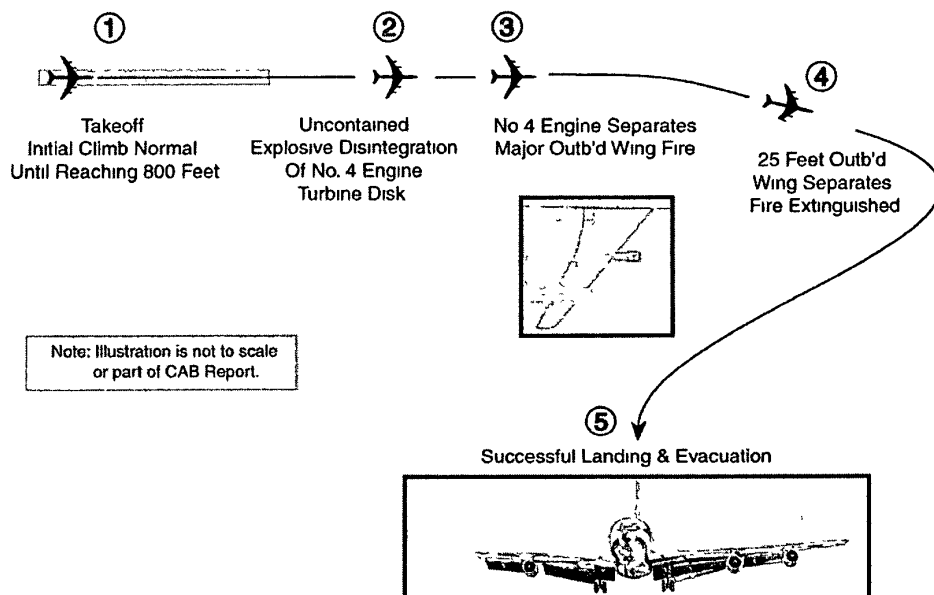 ①
Takeoff
Initial Climb Normal
Until Reaching 800 Feet
②
Uncontained
Explosive Disintegration
Of No. 4 Engine
Turbine Disk
③
No 4 Engine Separates
Major Outb'd Wing Fire
④
25 Feet Outb'd
Wing Separates
Fire Extinguished
Note: Illustration is not to scale
or part of CAB Report.
⑤
Successful Landing & Evacuation